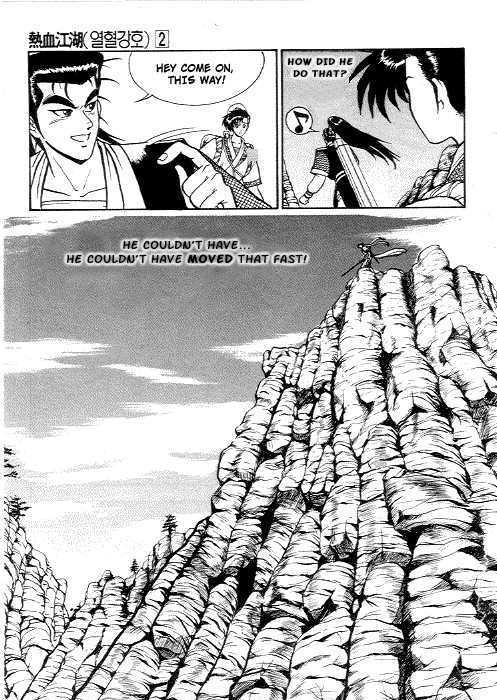 熱血江湖(열혈강호) 2
HEY COME ON,
THIS WAY!
HOW DID HE
DO THAT?
HE COULDN'T HAVE...
HE COULDN'T HAVE MOVED THAT FAST!